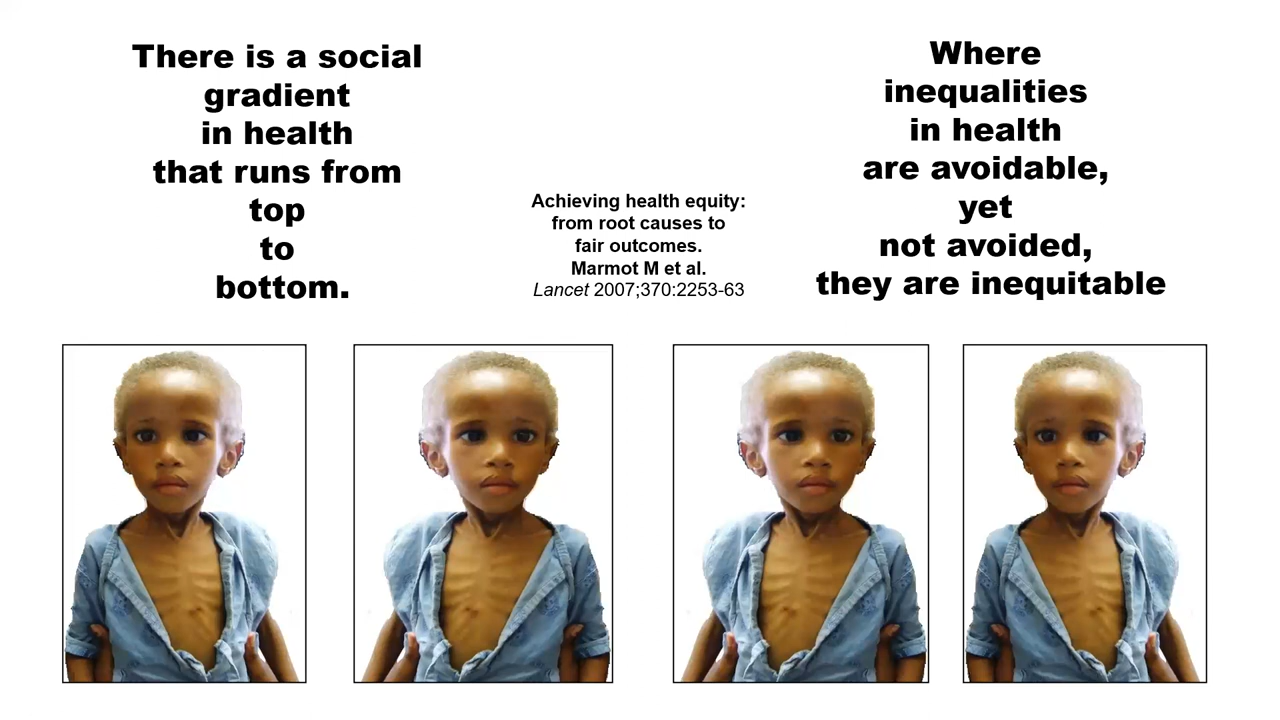 There is a social
gradient
in health
that runs from
top
to
bottom.
Achieving health equity:
from root causes to
fair outcomes.
Marmot M et al.
Lancet 2007;370:2253-63
Where
inequalities
in health
are avoidable,
yet
not avoided,
they are inequitable